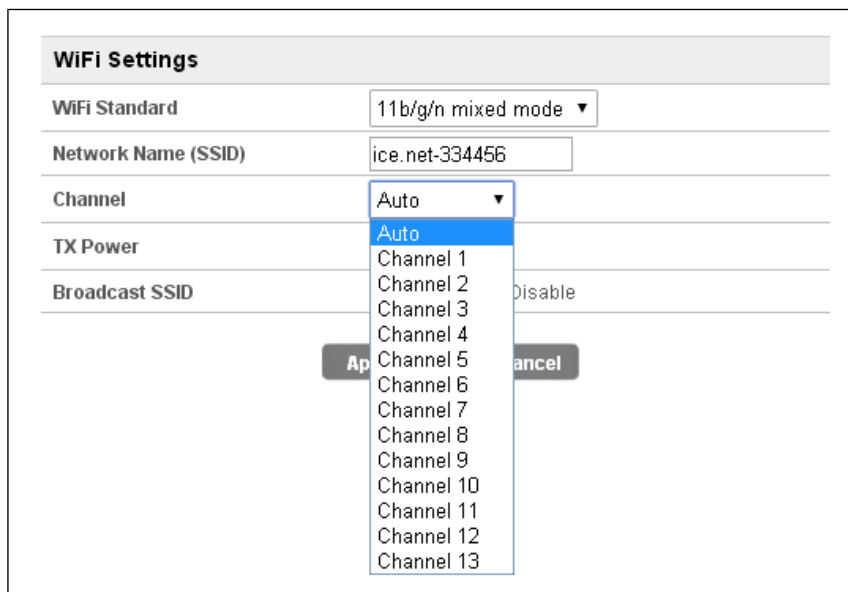 WiFi Settings
WiFi Standard 11b/g/n mixed mode
Network Name (SSID) ice.net-334456
Channel Auto
Auto
TX Power
Channel 1
Channel 2
Broadcast SSID Disable
Channel 3
Channel 4
Channel 5
Channel 6
Channel 7
Channel 8
Channel 9
Channel 10
Channel 11
Channel 12
Channel 13